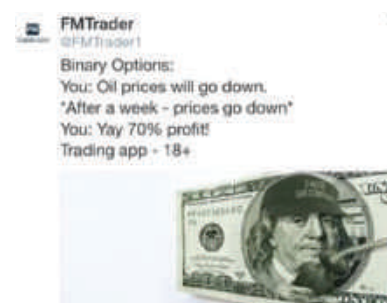 FMTrader
@FMTrader1
Binary Options:
You: Oil prices will go down.
*After a week - prices go down*
You: Yay 70% profit!
Trading app - 18+